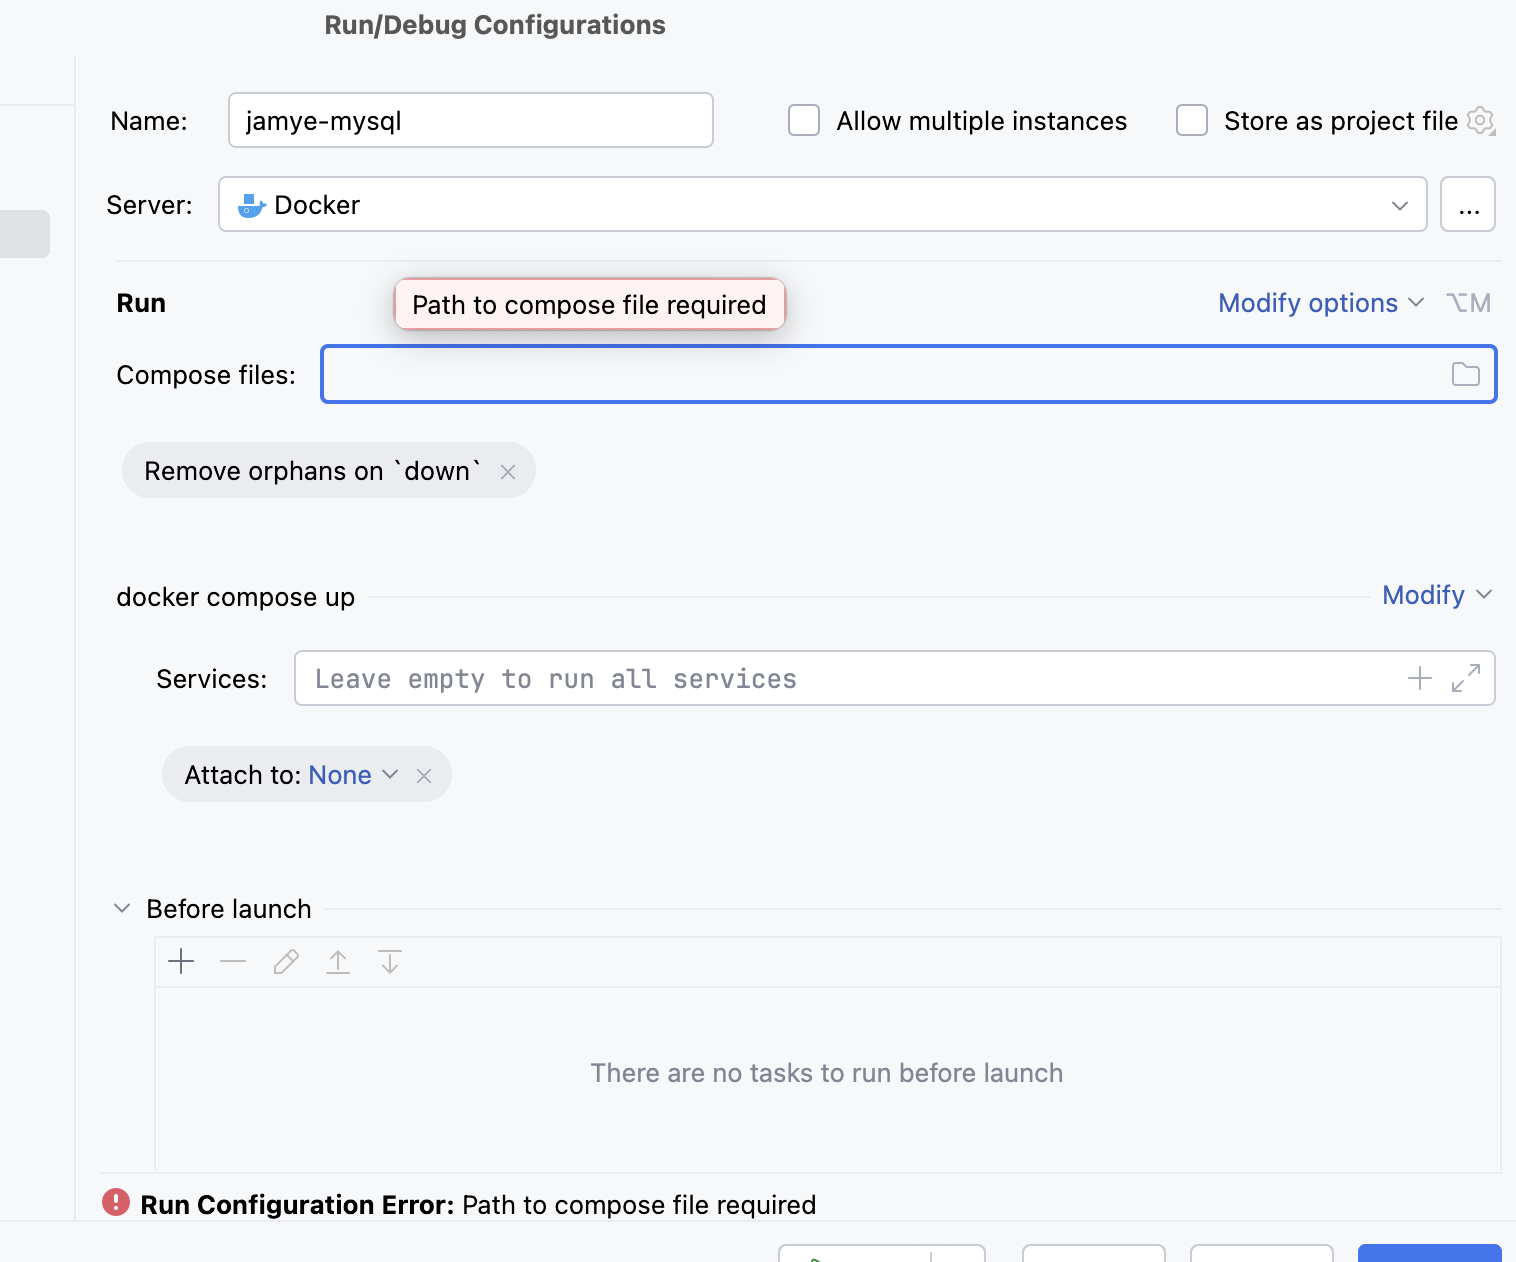 Run/Debug Configurations
Name: jamye-mysql Allow multiple instances Store as project file
Server: Docker ...
Run Path to compose file required Modify options ⌥M
Compose files:
Remove orphans on `down`
docker compose up Modify
Services: Leave empty to run all services
Attach to: None
Before launch
There are no tasks to run before launch
Run Configuration Error: Path to compose file required